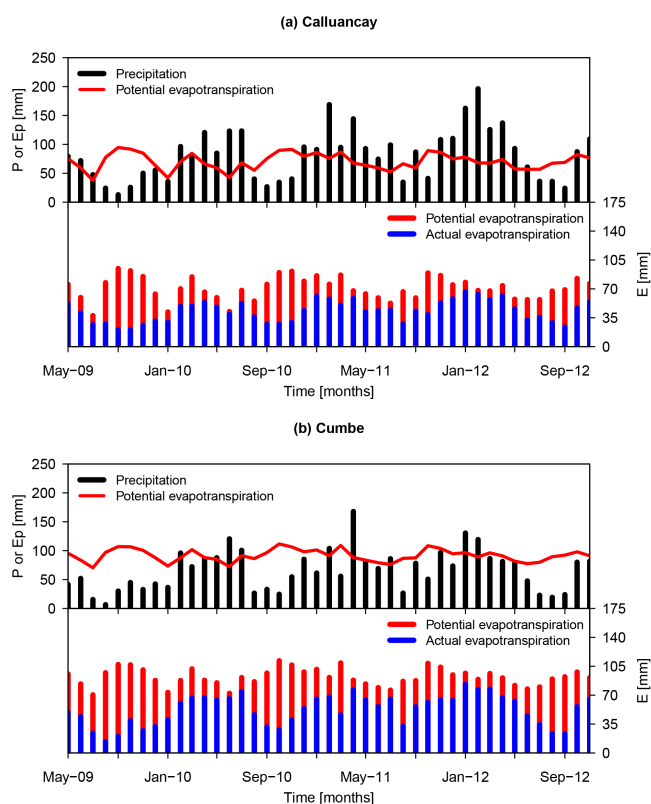 (a) Calluancay
250
200
150
100
50
0
P or Ep [mm]
Precipitation
Potential evapotranspiration
175
140
105
70
35
0
E [mm]
Potential evapotranspiration
Actual evapotranspiration
May−09 Jan−10 Sep−10 May−11 Jan−12 Sep−12
Time [months]
(b) Cumbe
250
200
150
100
50
0
P or Ep [mm]
Precipitation
Potential evapotranspiration
175
140
105
70
35
0
E [mm]
Potential evapotranspiration
Actual evapotranspiration
May−09 Jan−10 Sep−10 May−11 Jan−12 Sep−12
Time [months]